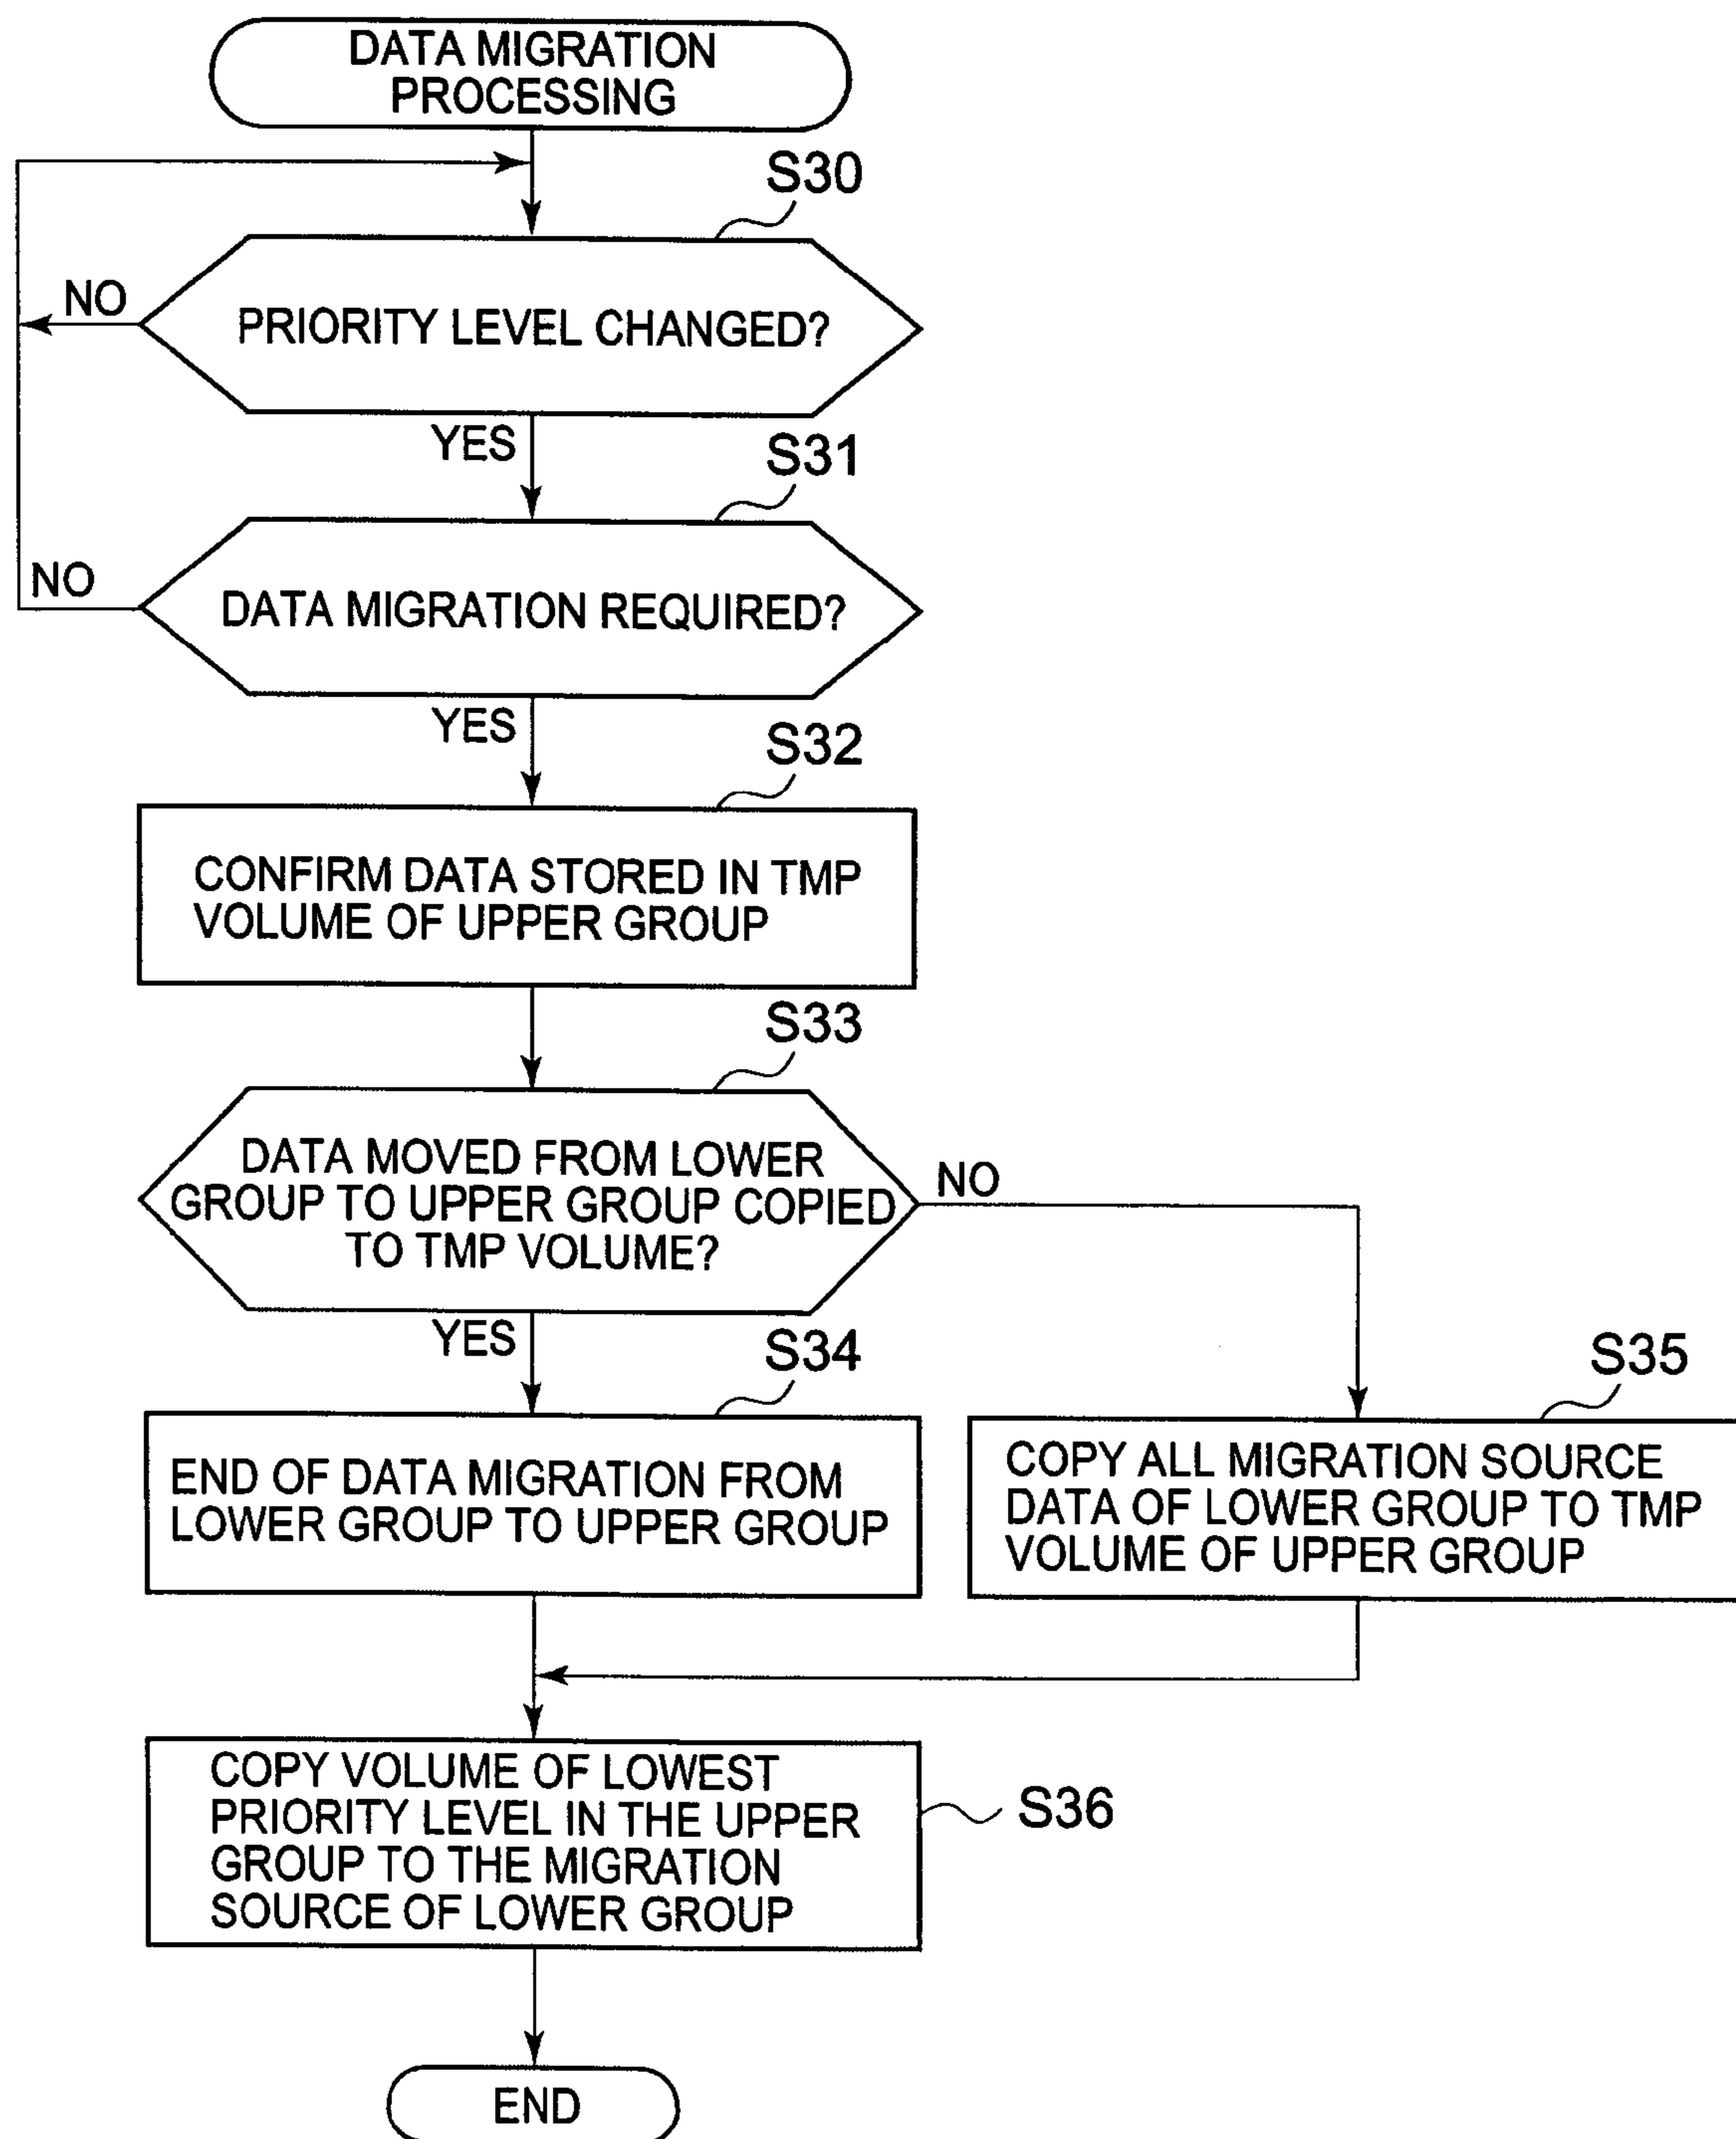 DATA MIGRATION
PROCESSING
S30
NO
PRIORITY LEVEL CHANGED?
YES
S31
NO
DATA MIGRATION REQUIRED?
YES
S32
CONFIRM DATA STORED IN TMP
VOLUME OF UPPER GROUP
S33
DATA MOVED FROM LOWER
GROUP TO UPPER GROUP COPIED
TO TMP VOLUME?
NO
YES
S34
END OF DATA MIGRATION FROM
LOWER GROUP TO UPPER GROUP
S35
COPY ALL MIGRATION SOURCE
DATA OF LOWER GROUP TO TMP
VOLUME OF UPPER GROUP
COPY VOLUME OF LOWEST
PRIORITY LEVEL IN THE UPPER
GROUP TO THE MIGRATION
SOURCE OF LOWER GROUP
S36
END